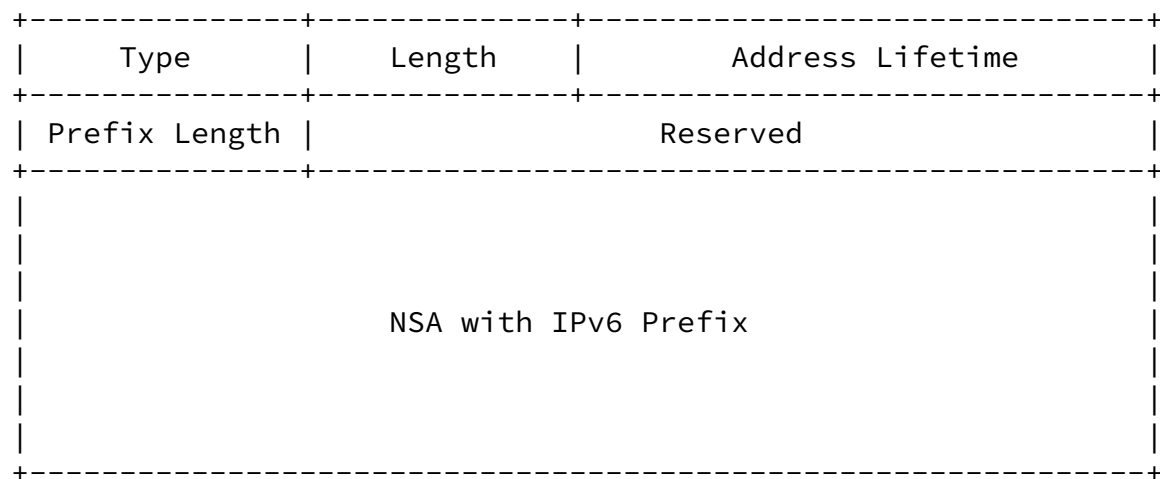 Type Length Address Lifetime
Prefix Length Reserved
NSA with IPv6 Prefix